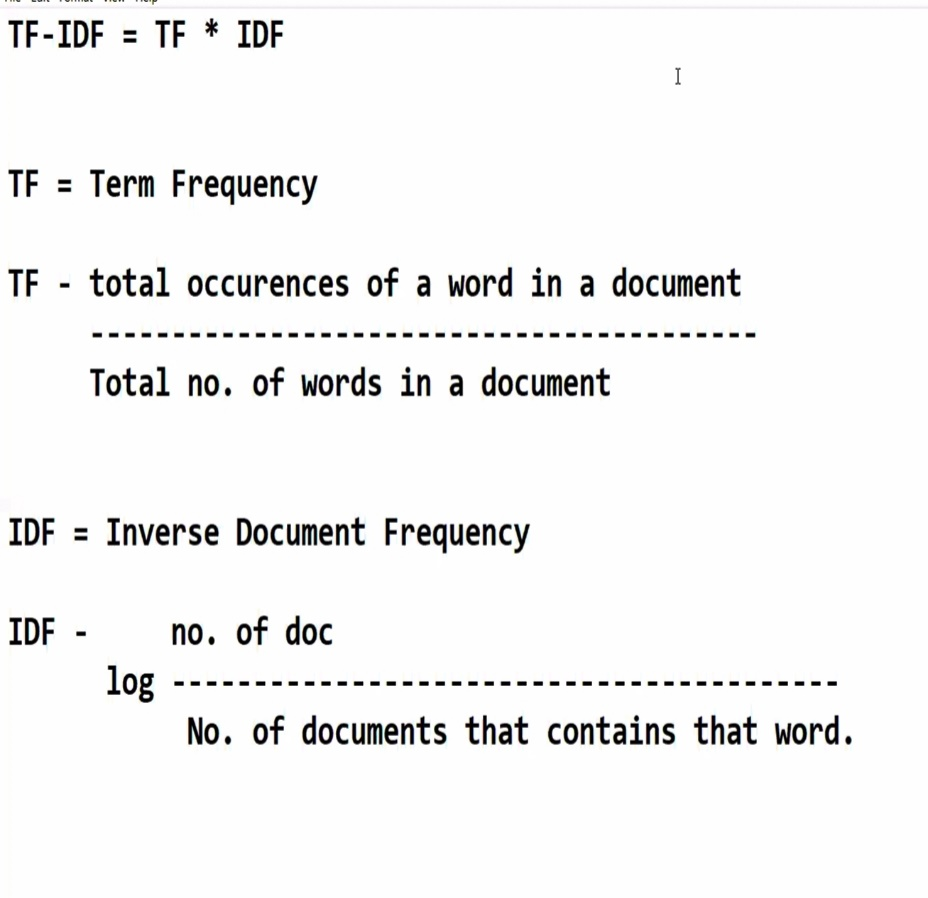 TF-IDF = TF * IDF
TF = Term Frequency
TF - total occurences of a word in a document
-----------------------------------------
Total no. of words in a document
IDF = Inverse Document Frequency
IDF - no. of doc
log -----------------------------------------
No. of documents that contains that word.